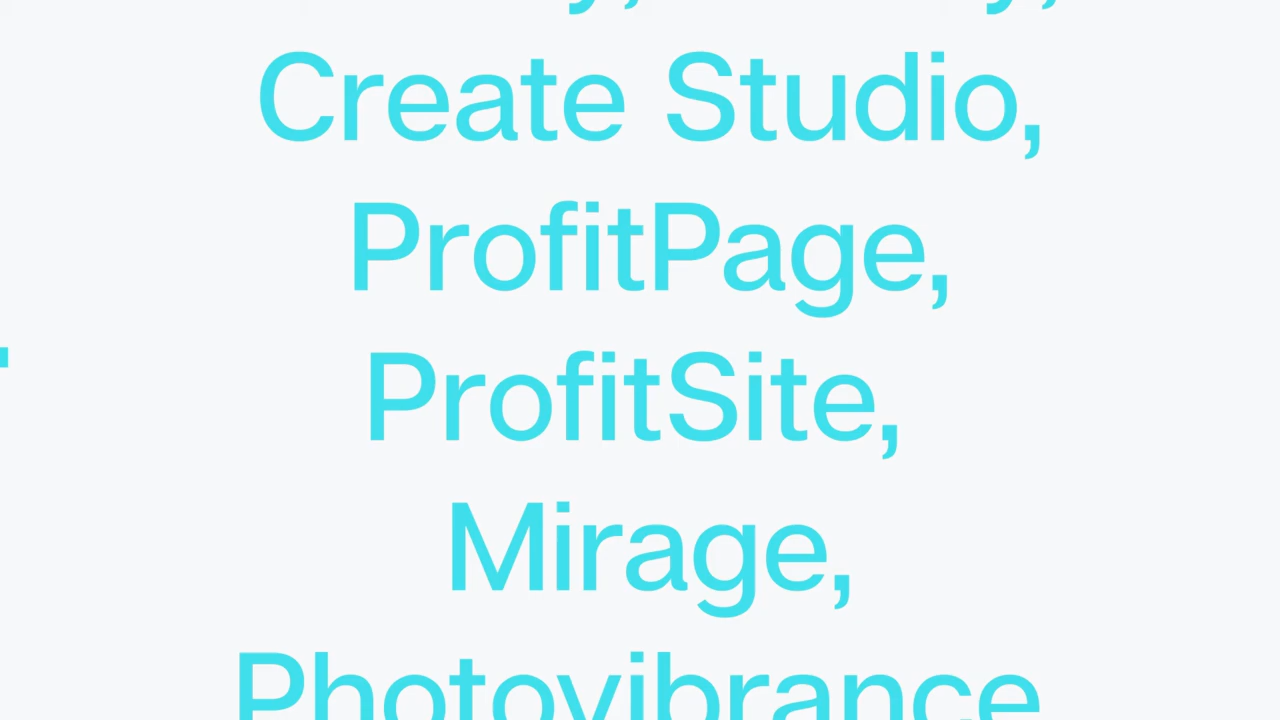 Create Studio,
ProfitPage,
ProfitSite,
Mirage,
Photovibrance